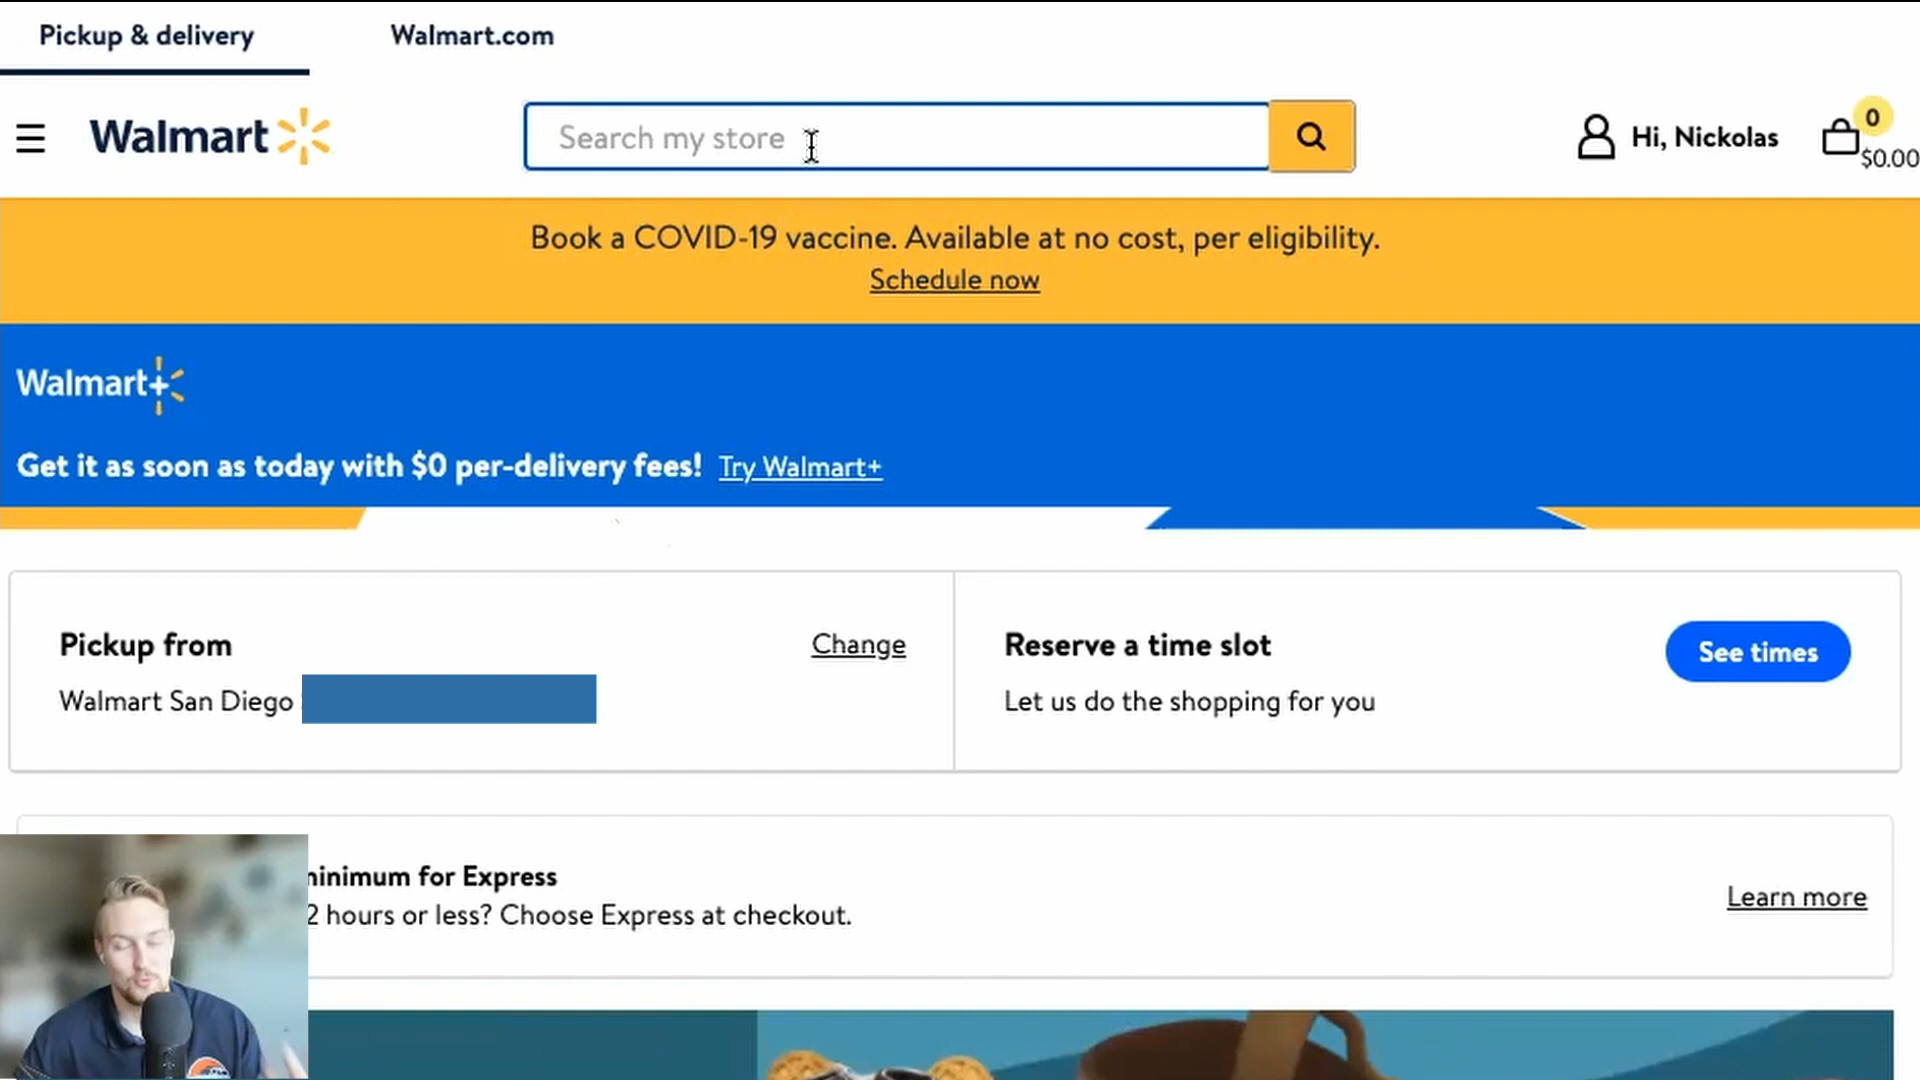 Pickup & delivery
Walmart.com
Walmart
Search my store
Hi, Nickolas
0
$0.00
Book a COVID-19 vaccine. Available at no cost, per eligibility.
Schedule now
Walmart+
Get it as soon as today with $0 per-delivery fees! Try Walmart+
Pickup from
Change
Walmart San Diego
Reserve a time slot
See times
Let us do the shopping for you
for Express
2 hours or less? Choose Express at checkout.
Learn more